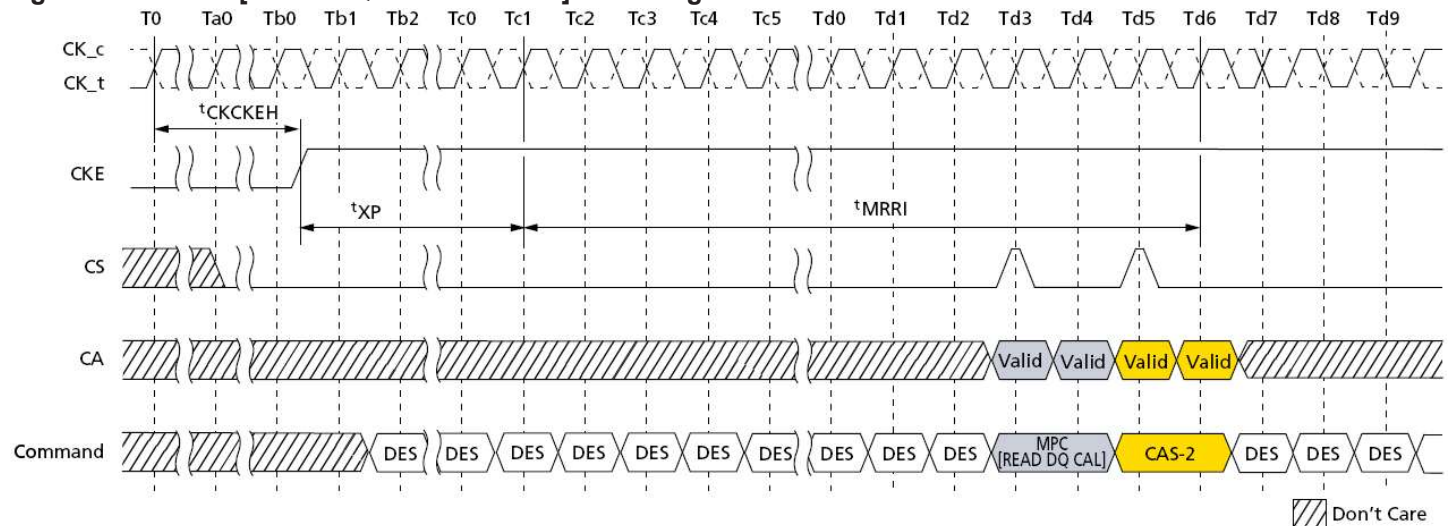 T0 Ta0 Tb0 Tb1 Tb2 Tc0 Tc1 Tc2 Tc3 Tc4 Tc5 Td0 Td1 Td2 Td3 Td4 Td5 Td6 Td7 Td8 Td9
CK_c
CK_t
tCKCKEH
CKE
tXP tMRRI
CS
CA Valid Valid Valid Valid
Command DES DES DES DES DES DES DES DES DES DES MPC [READ DQ CAL] CAS-2 DES DES DES
Don't Care